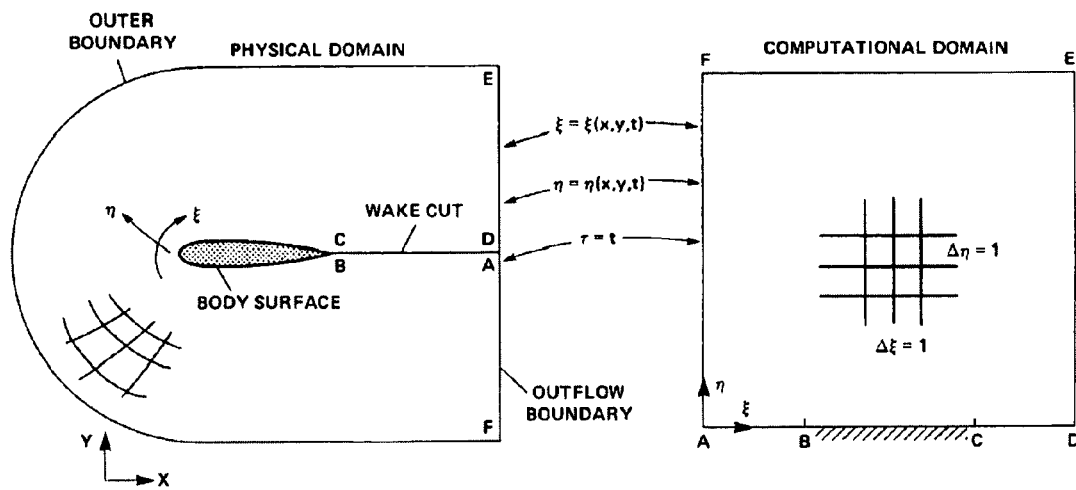 OUTER
BOUNDARY
PHYSICAL DOMAIN
E
η
ξ
WAKE CUT
C
D
B
A
BODY SURFACE
OUTFLOW
BOUNDARY
F
Y
X
ξ = ξ(x,y,t)
η = η(x,y,t)
τ = t
COMPUTATIONAL DOMAIN
F
E
Δη = 1
Δξ = 1
η
ξ
A
B
C
D